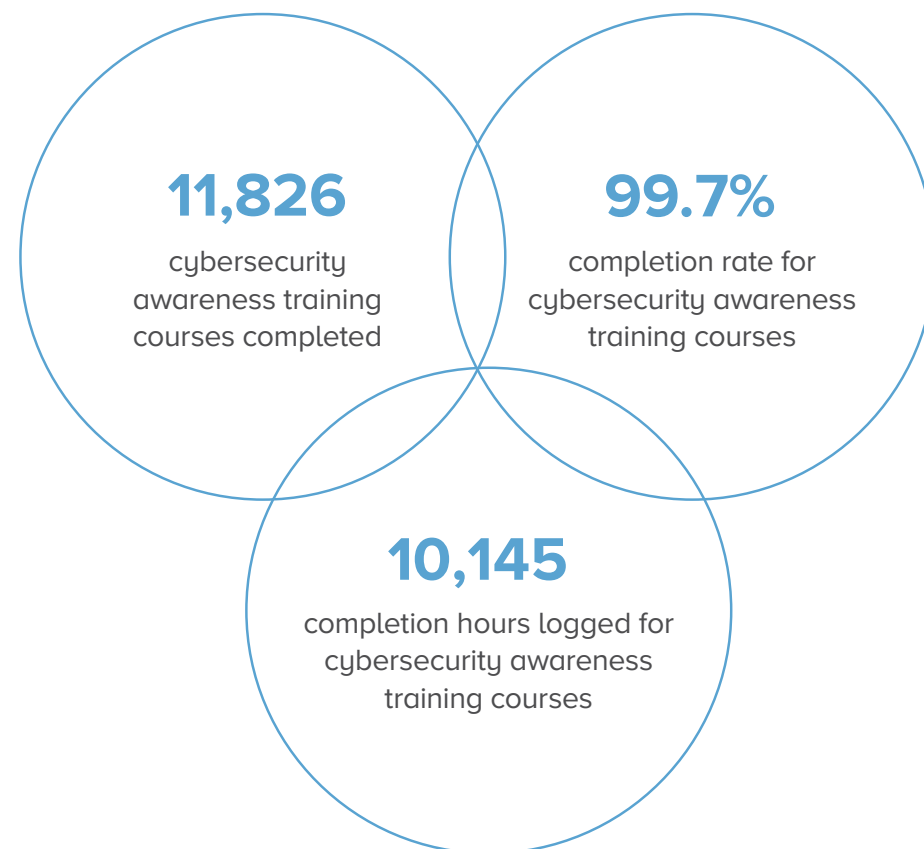 11,826
cybersecurity
awareness training
courses completed
99.7%
completion rate for
cybersecurity awareness
training courses
10,145
completion hours logged for
cybersecurity awareness
training courses